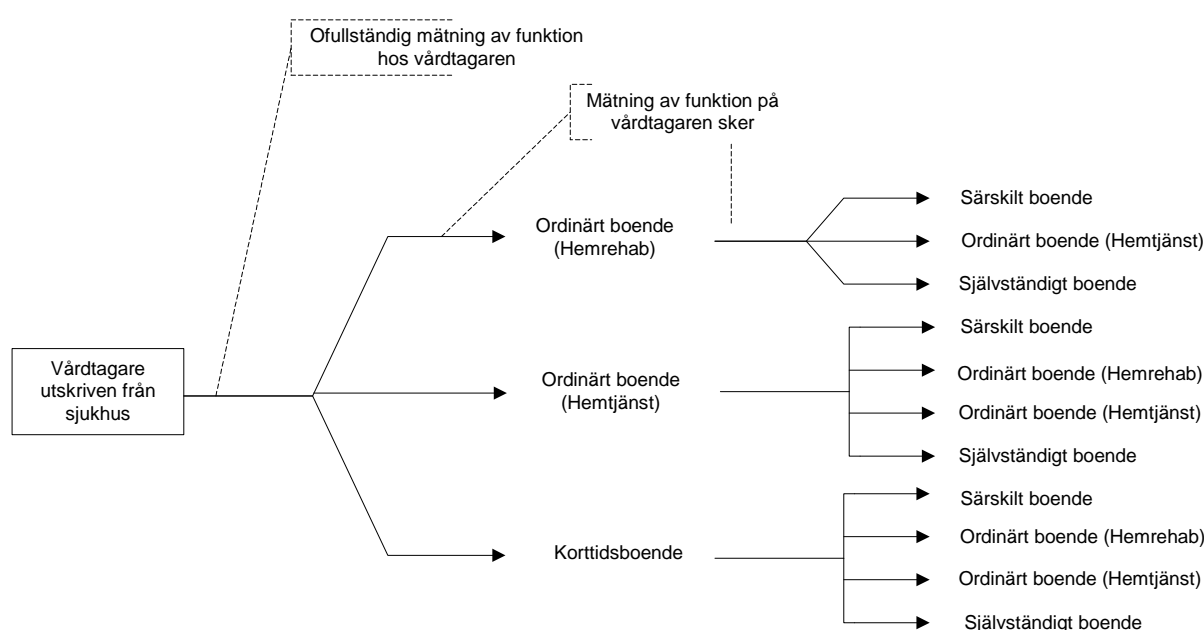 Ofullständig mätning av funktion
hos vårdtagaren
Mätning av funktion på
vårdtagaren sker
Vårdtagare
utskriven från
sjukhus
Ordinärt boende
(Hemrehab)
Särskilt boende
Ordinärt boende (Hemtjänst)
Självständigt boende
Ordinärt boende
(Hemtjänst)
Särskilt boende
Ordinärt boende (Hemrehab)
Ordinärt boende (Hemtjänst)
Självständigt boende
Korttidsboende
Särskilt boende
Ordinärt boende (Hemrehab)
Ordinärt boende (Hemtjänst)
Självständigt boende